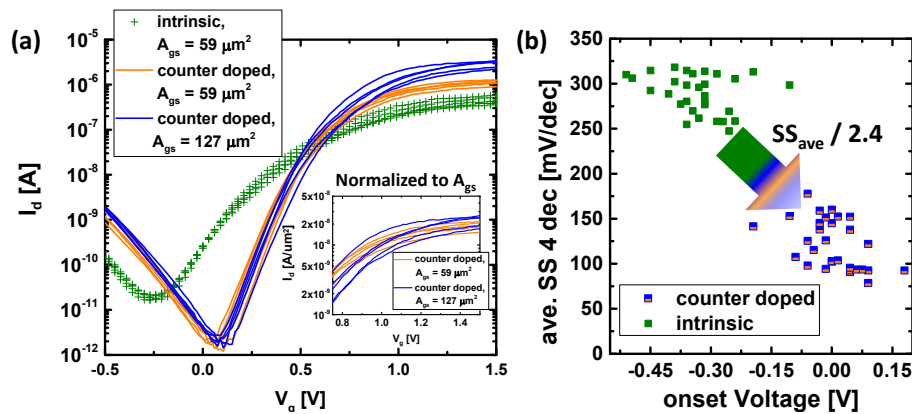 (a)
intrinsic,
A_gs = 59 μm²
counter doped,
A_gs = 59 μm²
counter doped,
A_gs = 127 μm²
I_d [A]
10⁻⁵
10⁻⁶
10⁻⁷
10⁻⁸
10⁻⁹
10⁻¹⁰
10⁻¹¹
10⁻¹²
-0.5
0.0
0.5
1.0
1.5
V_g [V]
Normalized to A_gs
I_d [A/um²]
5x10⁻⁸
2x10⁻⁸
10⁻⁸
5x10⁻⁹
2x10⁻⁹
10⁻⁹
counter doped,
A_gs = 59 μm²
counter doped,
A_gs = 127 μm²
0.8
1.0
1.2
1.4
V_g [V]
(b)
ave. SS 4 dec [mV/dec]
350
300
250
200
150
100
50
0
SS_ave / 2.4
counter doped
intrinsic
-0.45
-0.30
-0.15
0.00
0.15
onset Voltage [V]